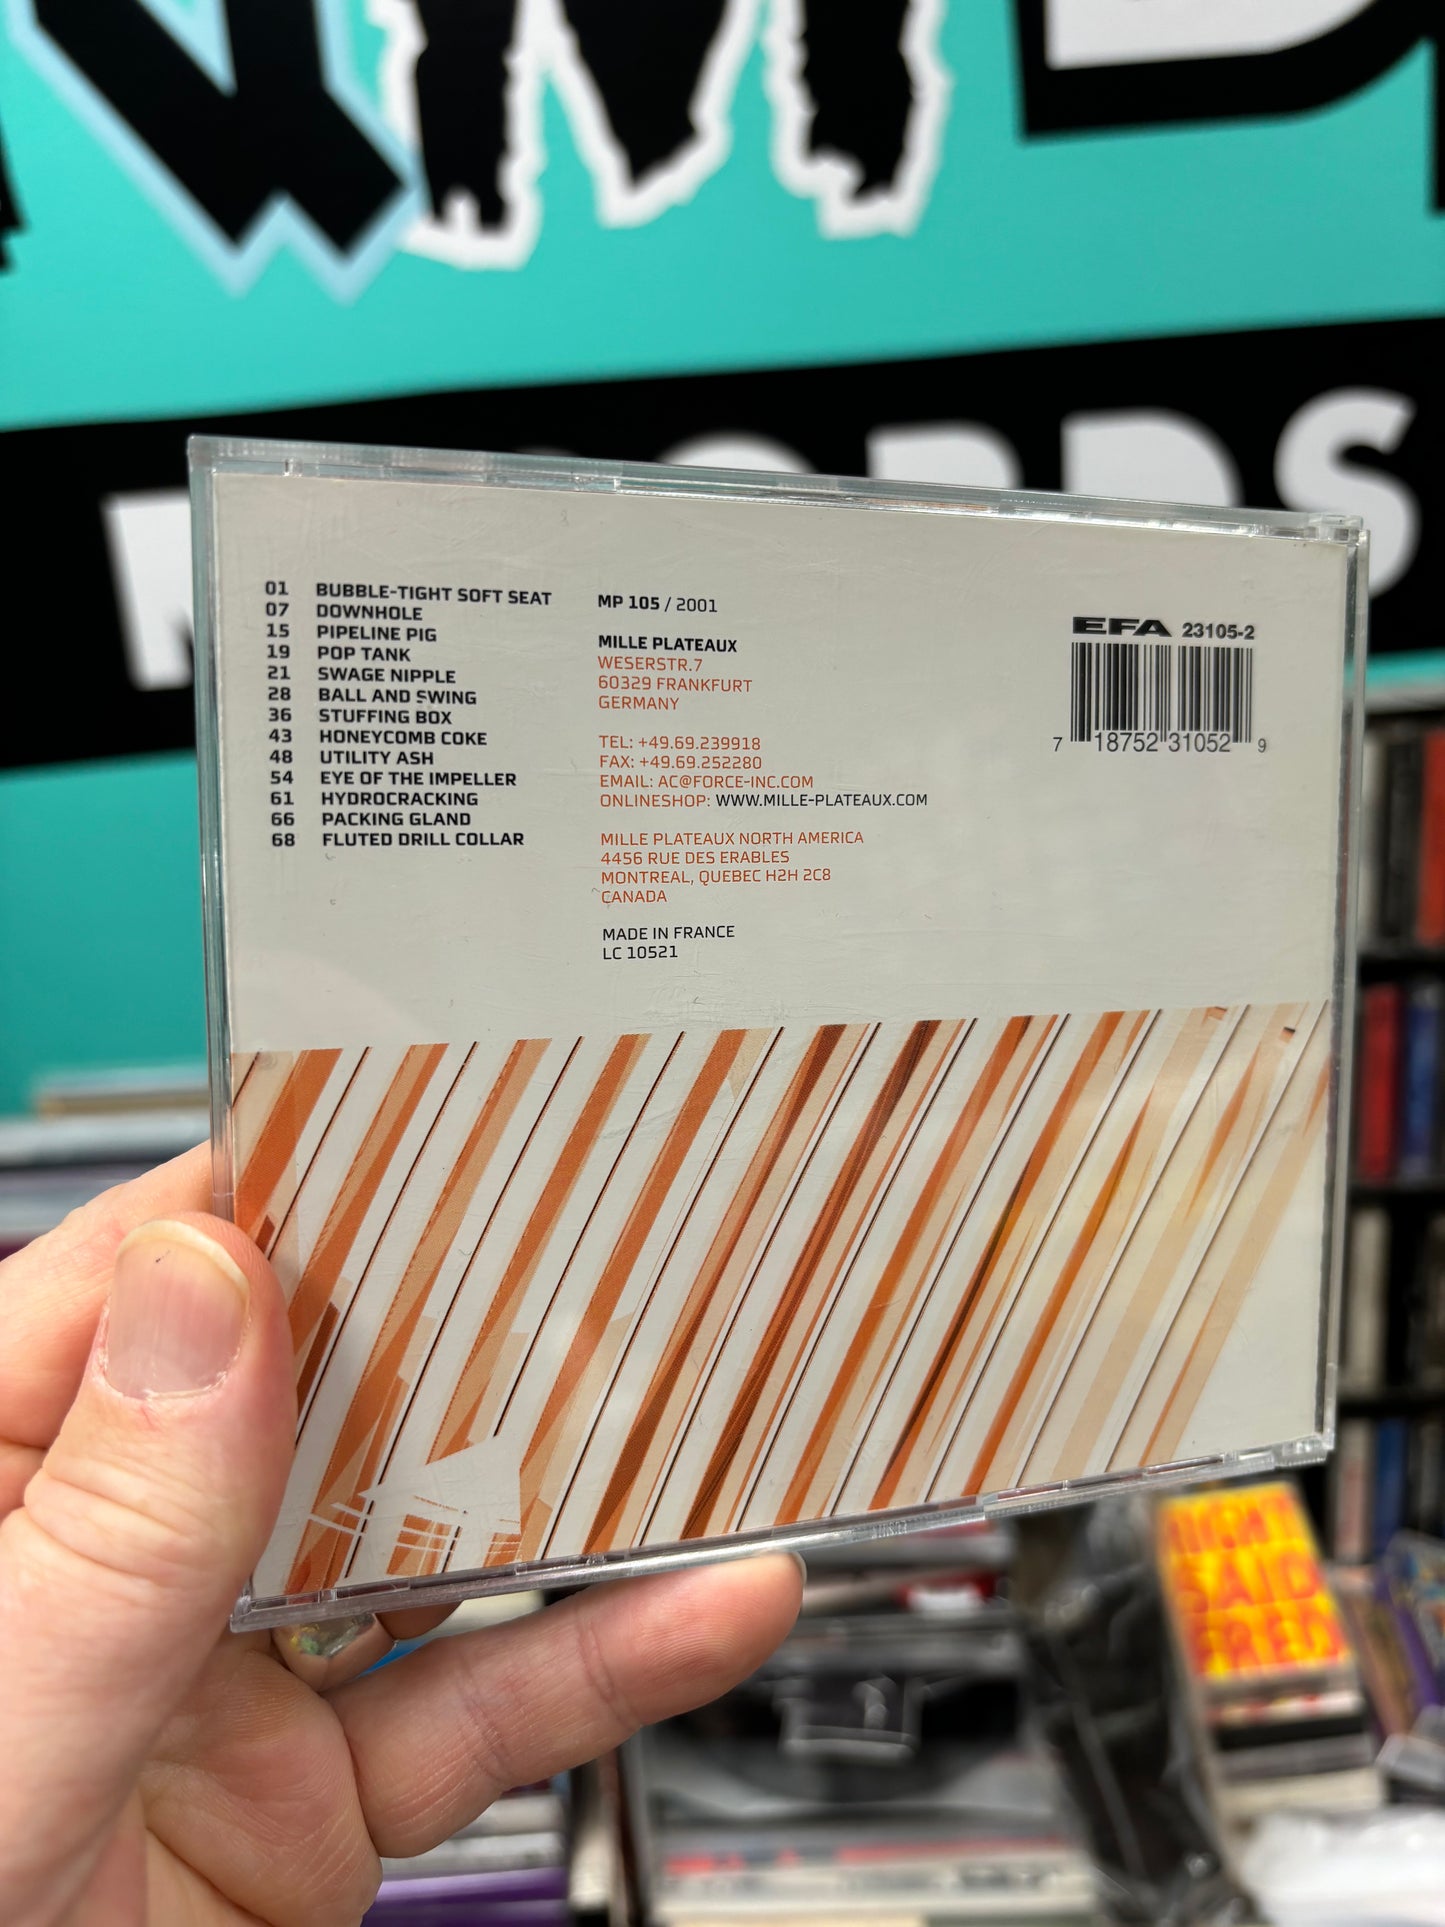 RECORDS
01 BUBBLE-TIGHT SOFT SEAT
07 DOWNHOLE
15 PIPELINE PIG
19 POP TANK
21 SWAGE NIPPLE
28 BALL AND SWING
36 STUFFING BOX
43 HONEYCOMB COKE
48 UTILITY ASH
54 EYE OF THE IMPELLER
61 HYDROCRACKING
66 PACKING GLAND
68 FLUTED DRILL COLLAR
MP 105 / 2001
MILLE PLATEAUX
WESERSTR.7
60329 FRANKFURT
GERMANY
TEL: +49.69.239918
FAX: +49.69.252280
EMAIL: AC@FORCE-INC.COM
ONLINESHOP: WWW.MILLE-PLATEAUX.COM
MILLE PLATEAUX NORTH AMERICA
4456 RUE DES ERABLES
MONTREAL, QUEBEC H2H 2C8
CANADA
MADE IN FRANCE
LC 10521
EFA 23105-2
7 18752 31052 9
SAID
FRED